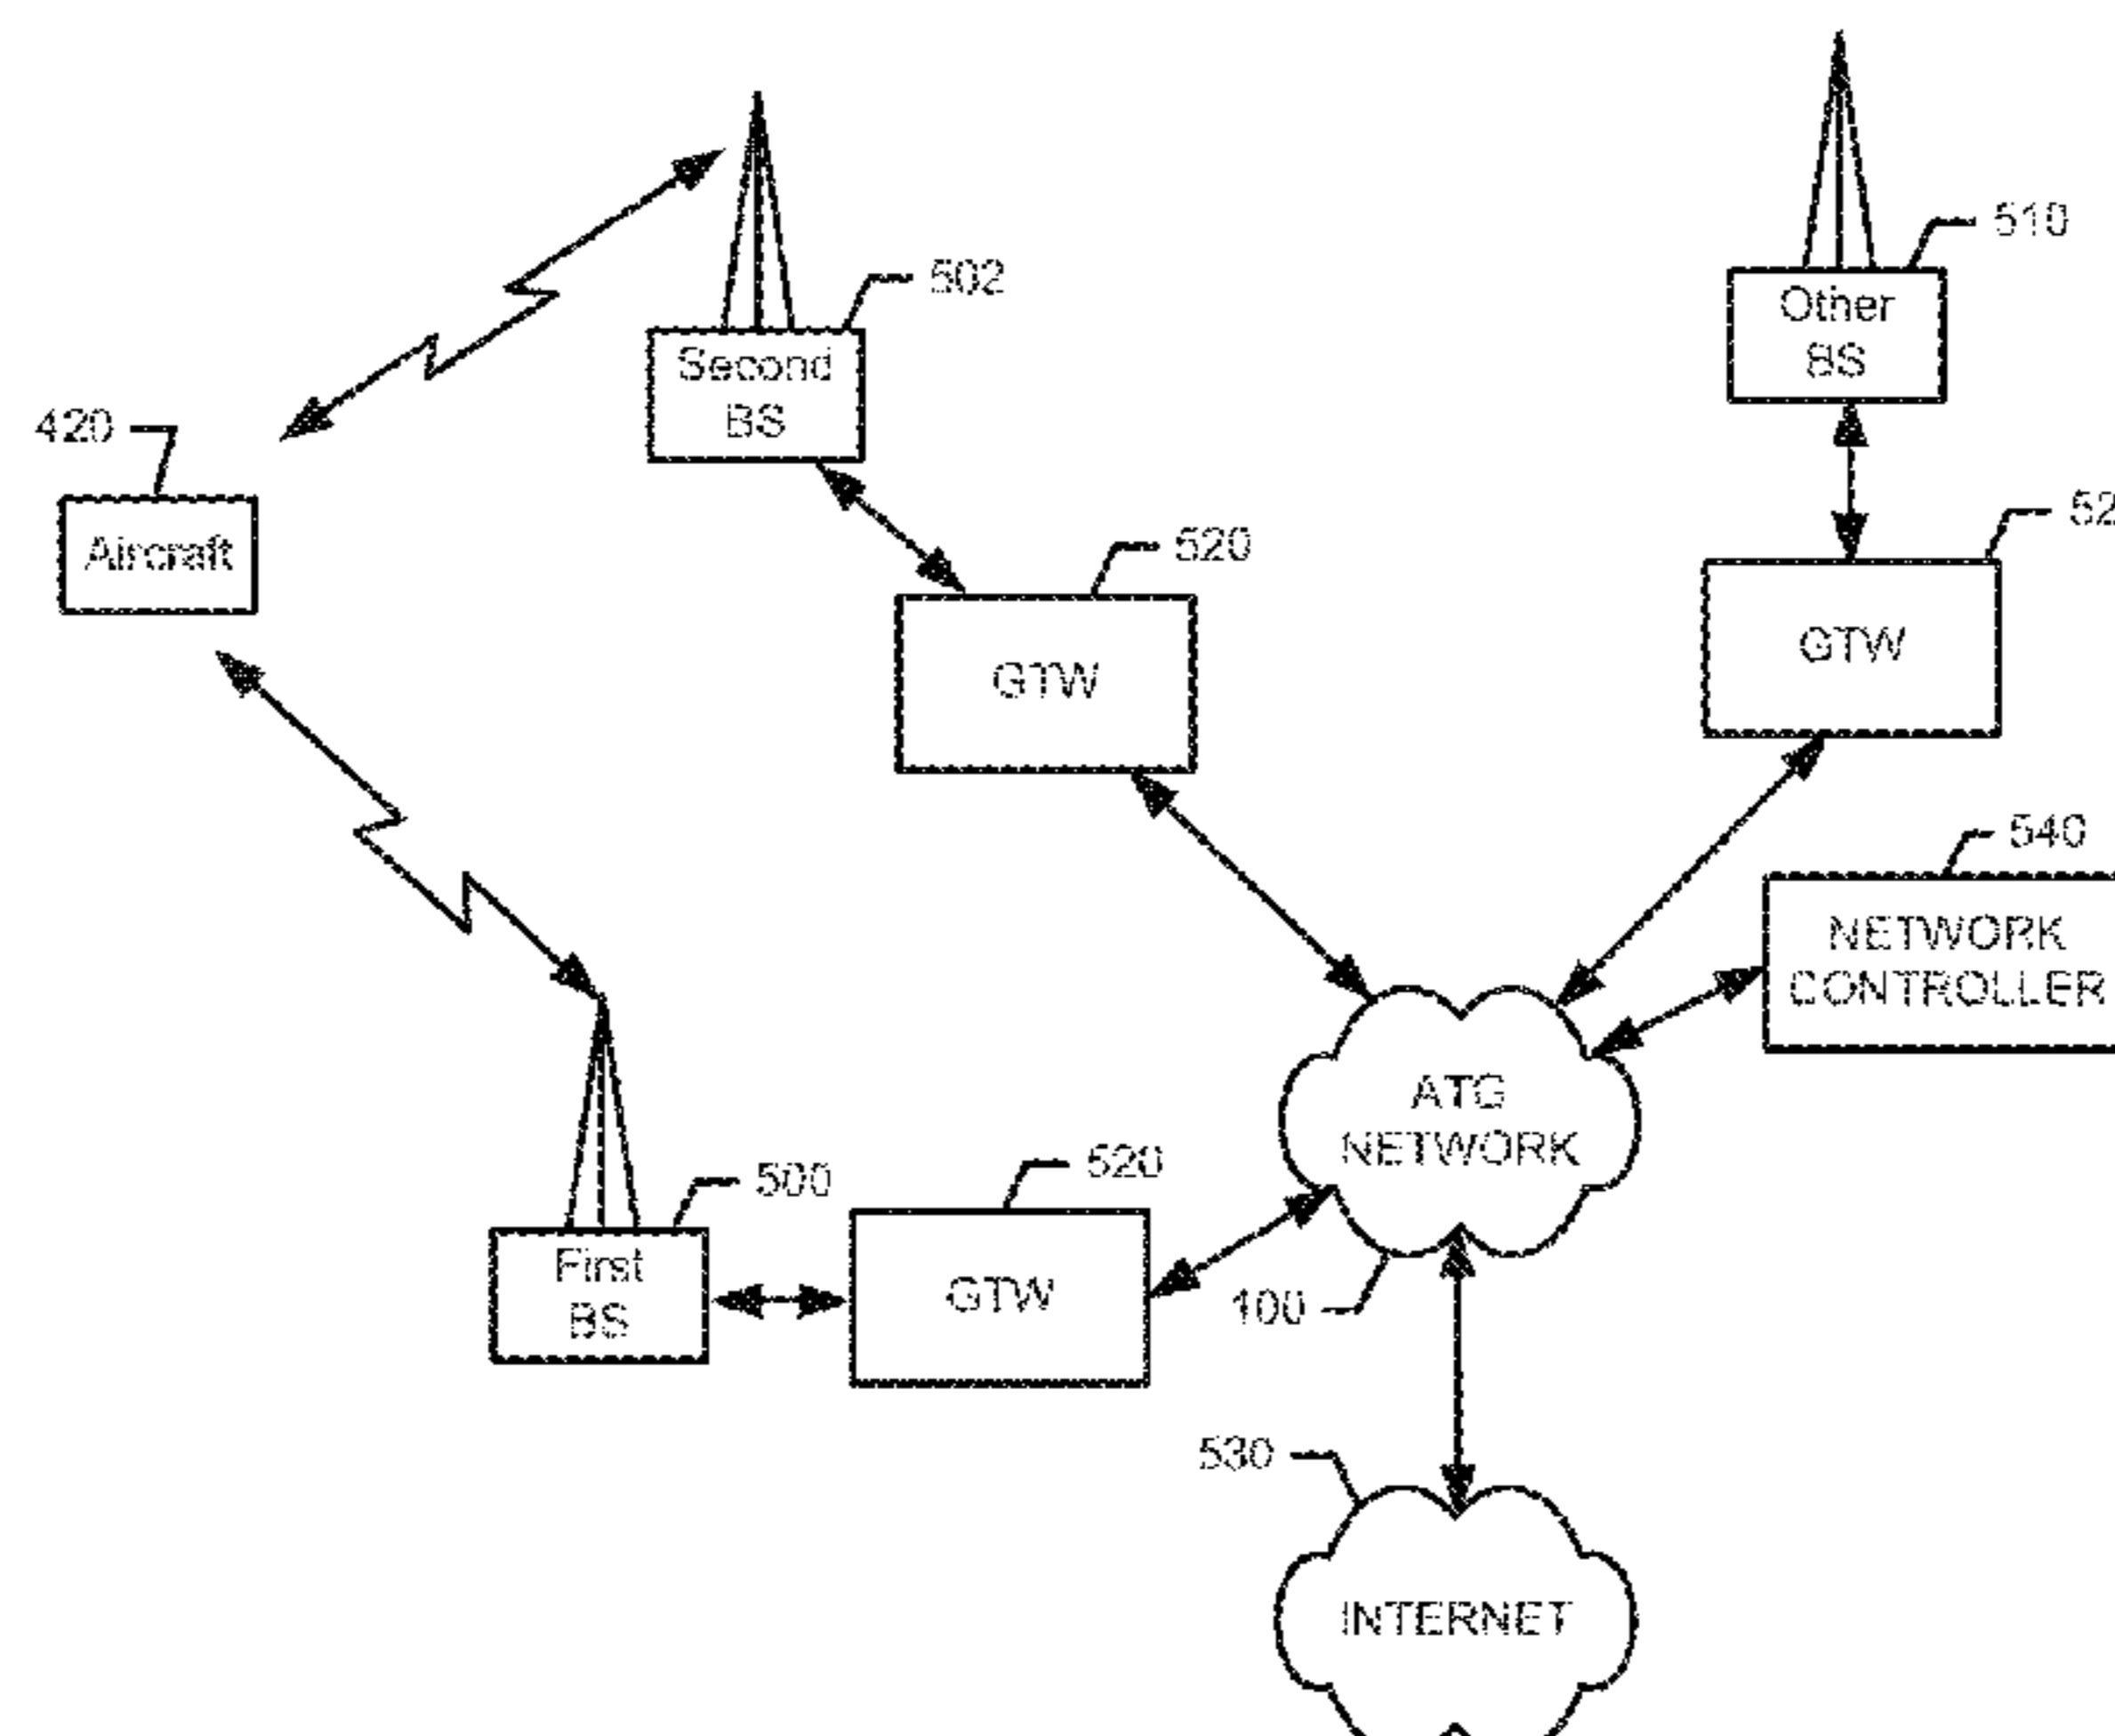 510
502
Other
BS
Second
BS
420
52
520
Aircraft
GTW
GTW
540
NETWORK
CONTROLLER
ATG
NETWORK
520
500
First
BS
GTW
100
530
INTERNET